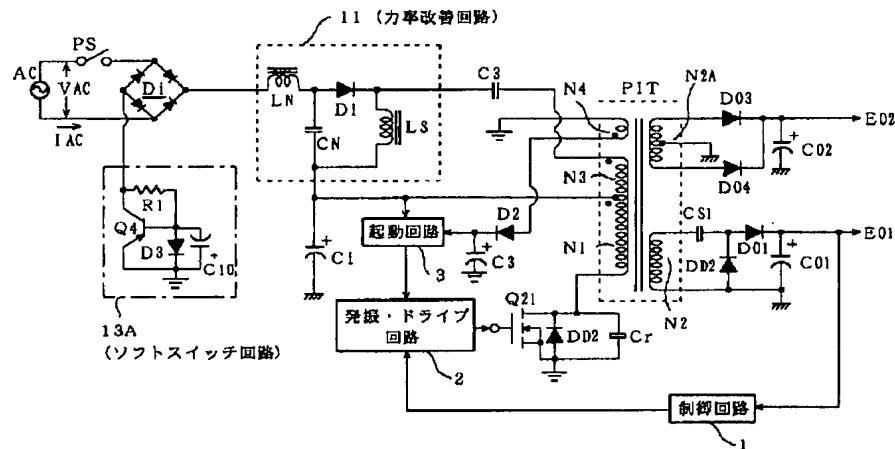 11 (力率改善回路)
PS
AC
VAC
IAC
Di
LN
D1
CN
LS
C3
N4
PIT
N2A
D03
E02
C02
D04
N3
N1
CS1
D01
E01
DD2
C01
N2
R1
Q4
D3
C10
13A
(ソフトスイッチ回路)
C1
起動回路
3
D2
C3
発振・ドライブ
回路
2
Q21
DD2
Cr
制御回路
1